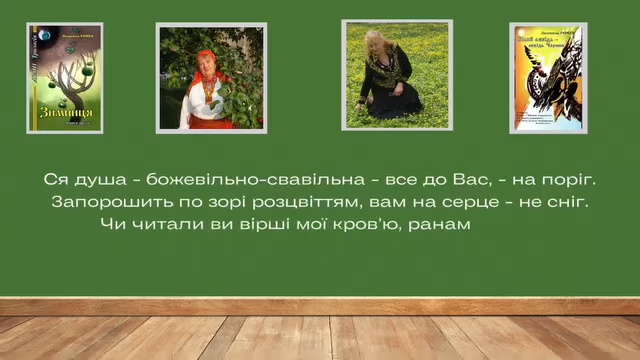 Зимниця
Ся душа - божевільно-свавільна - все до Вас, - на поріг.
Запорошить по зорі розцвіттям, вам на серце - не сніг.
Чи читали ви вірші мої кров'ю, ранам